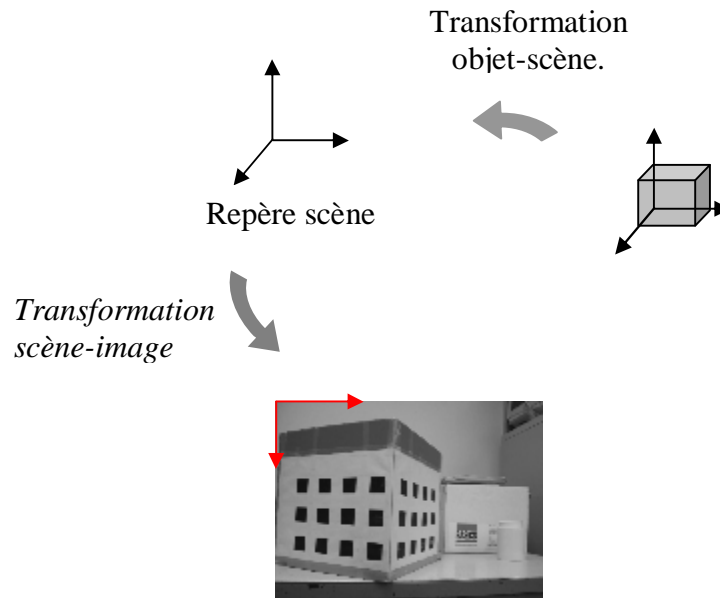 Transformation
objet-scène.
Repère scène
Transformation
scène-image